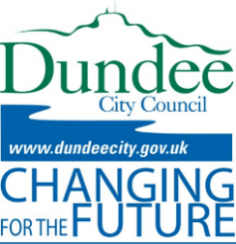 Dundee
City Council
www.dundeecity.gov.uk
CHANGING
FOR THE FUTURE